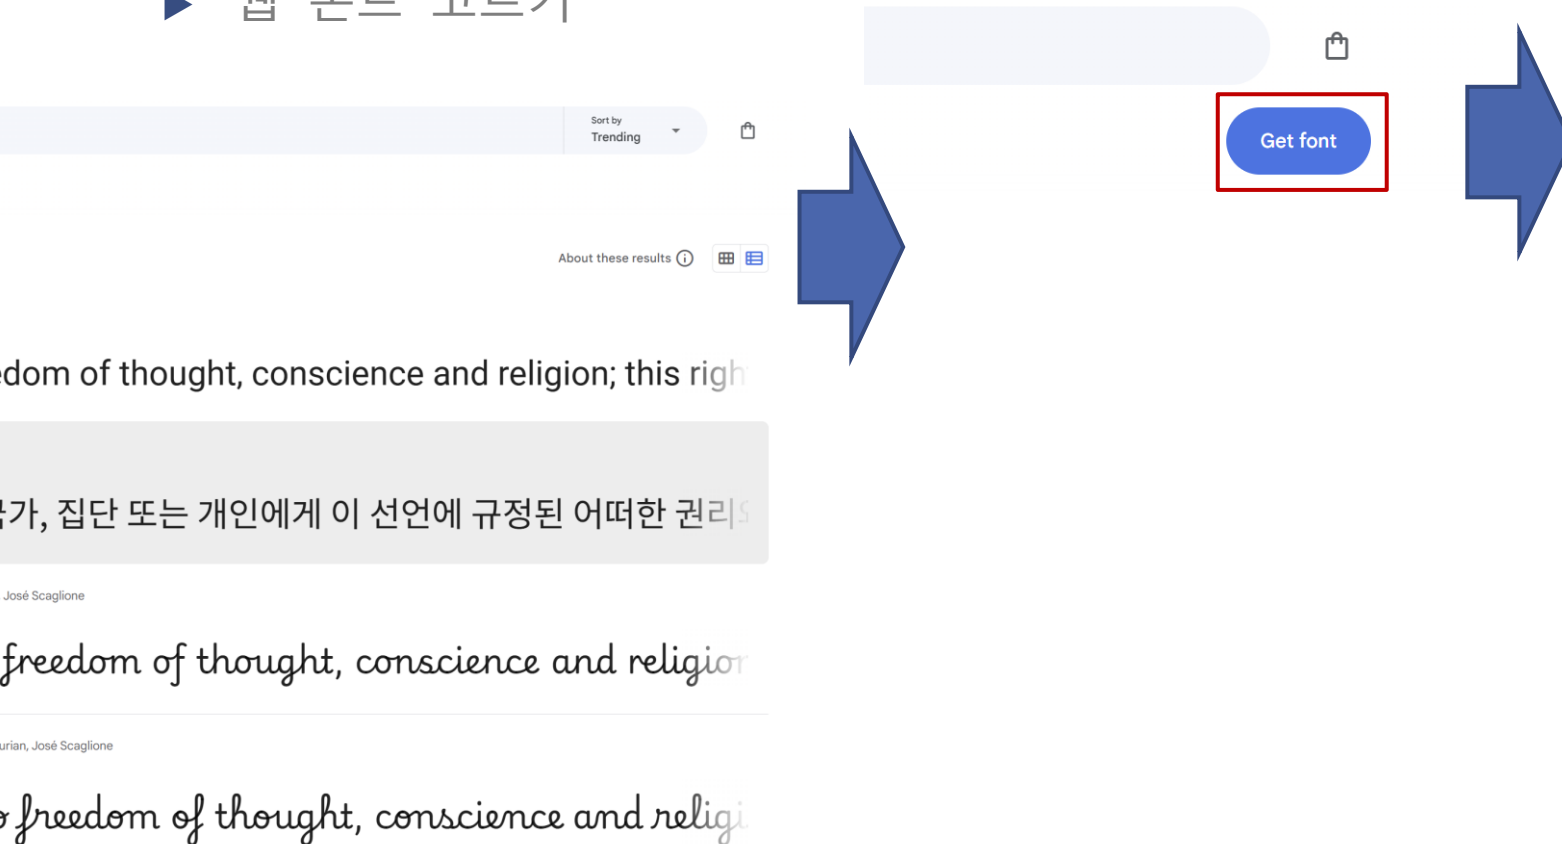 Sort by
Trending
Get font
About these results
dom of thought, conscience and religion; this righ
가, 집단 또는 개인에게 이 선언에 규정된 어떠한 권리
José Scaglione
freedom of thought, conscience and religion
urian, José Scaglione
freedom of thought, conscience and religi